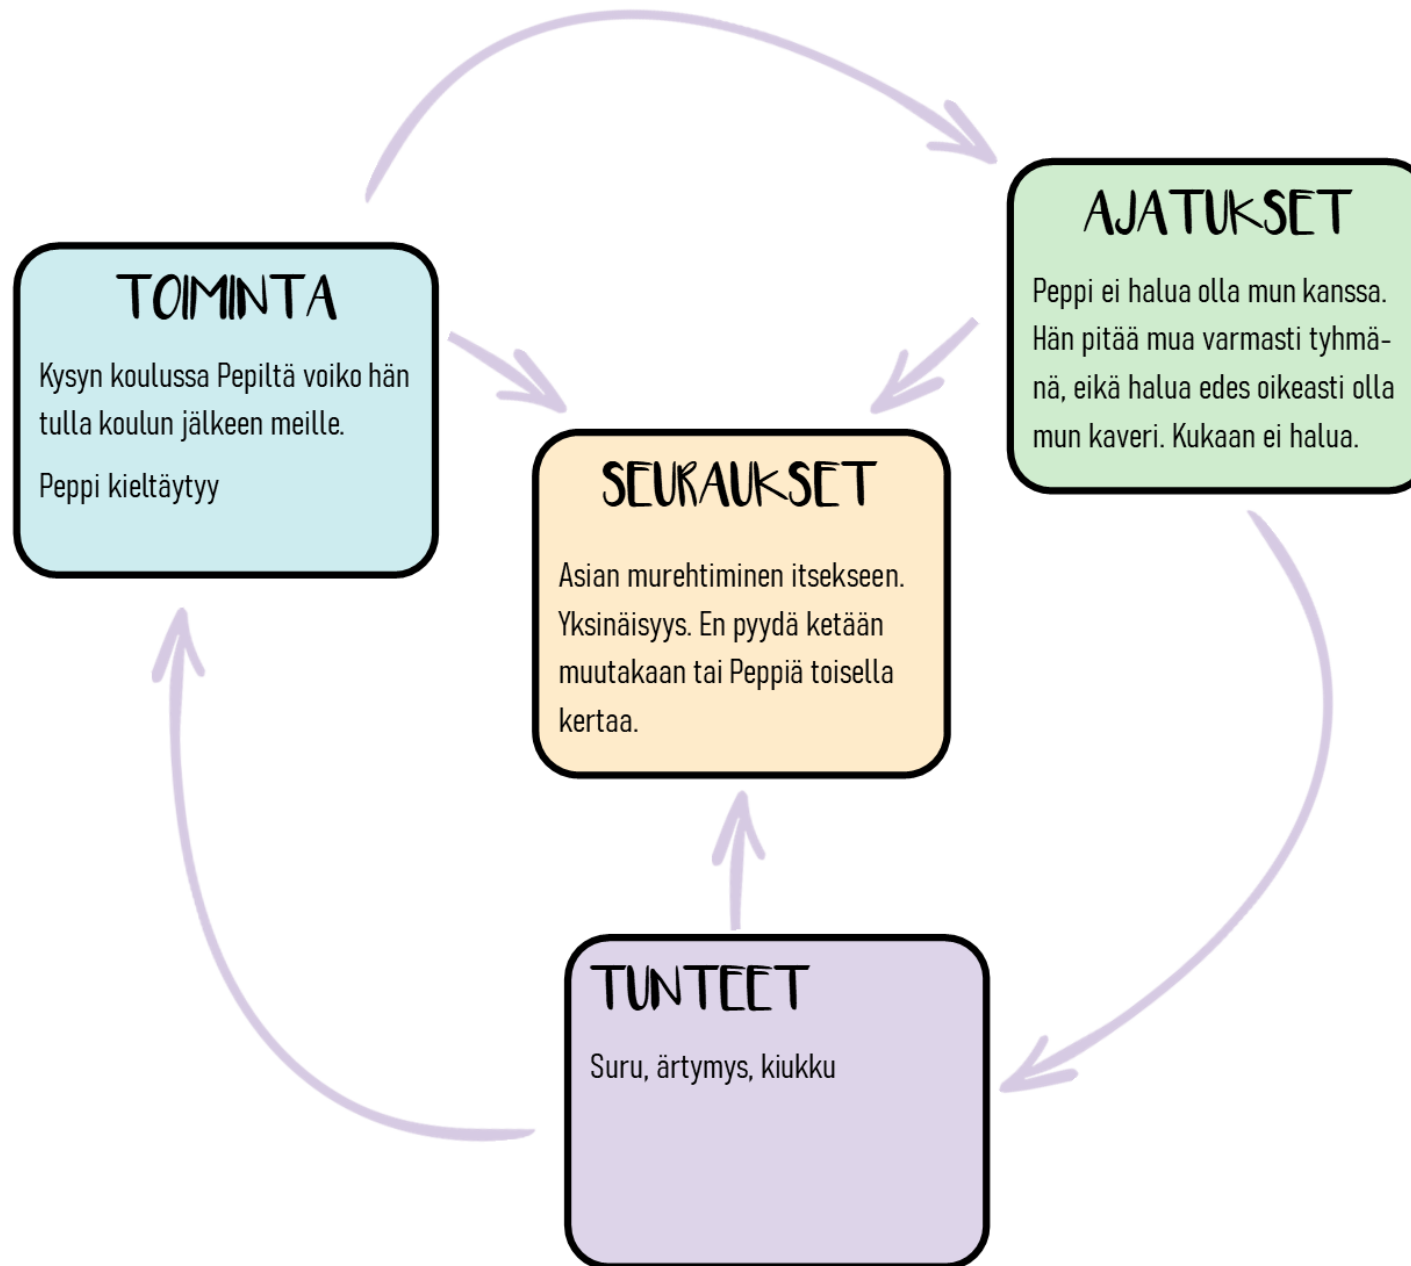 TOIMINTA
Kysyn koulussa Pepiltä voiko hän
tulla koulun jälkeen meille.
Peppi kieltäytyy
AJATUKSET
Peppi ei halua olla mun kanssa.
Hän pitää mua varmasti tyhmä-
nä, eikä halua edes oikeasti olla
mun kaveri. Kukaan ei halua.
SEURAUKSET
Asian murehtiminen itsekseen.
Yksinäisyys. En pyydä ketään
muutakaan tai Peppiä toisella
kertaa.
TUNTEET
Suru, ärtymys, kiukku